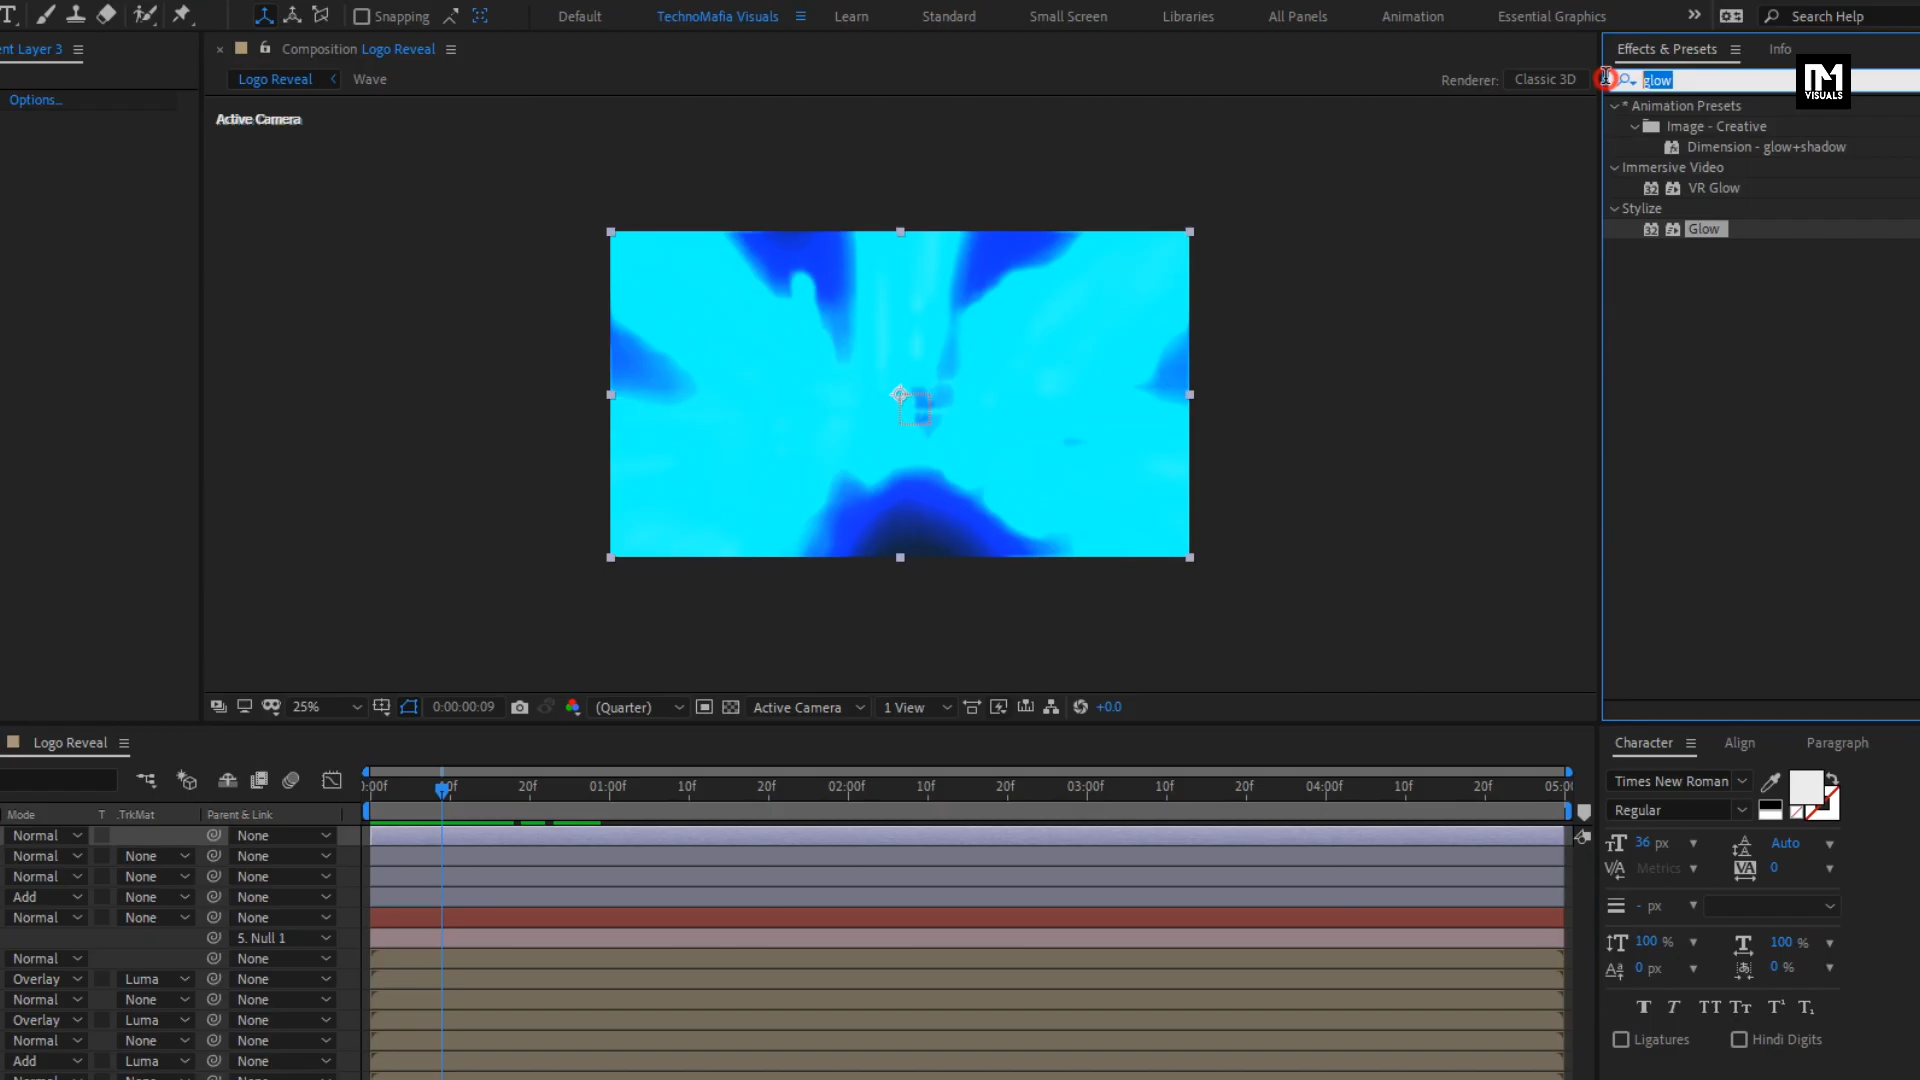 Snapping
Default
TechnoMafia Visuals
Learn
Standard
Small Screen
Libraries
All Panels
Animation
Essential Graphics
Search Help
ent Layer 3
Composition Logo Reveal
Effects & Presets
Info
Logo Reveal
Wave
Renderer: Classic 3D
glow
VISUALS
Options...
* Animation Presets
Active Camera
Image - Creative
Dimension - glow+shadow
Immersive Video
32 VR Glow
Stylize
32 Glow
25%
0:00:00:09
(Quarter)
Active Camera
1 View
+0.0
Logo Reveal
Character
Align
Paragraph
:00f
20f
01:00f
10f
20f
02:00f
10f
20f
03:00f
10f
20f
04:00f
10f
20f
05:0
Times New Roman
Mode T .TrkMat Parent & Link
Regular
Normal None
Normal None None
Normal None None
Add None None
Normal None None
5. Null 1
Normal None
Overlay Luma None
Normal None None
Overlay Luma None
Normal None None
Add Luma None
36 px
Auto
Metrics
0
- px
100 %
100 %
0 px
0 %
T T TT Tt T¹ T₁
Ligatures
Hindi Digits